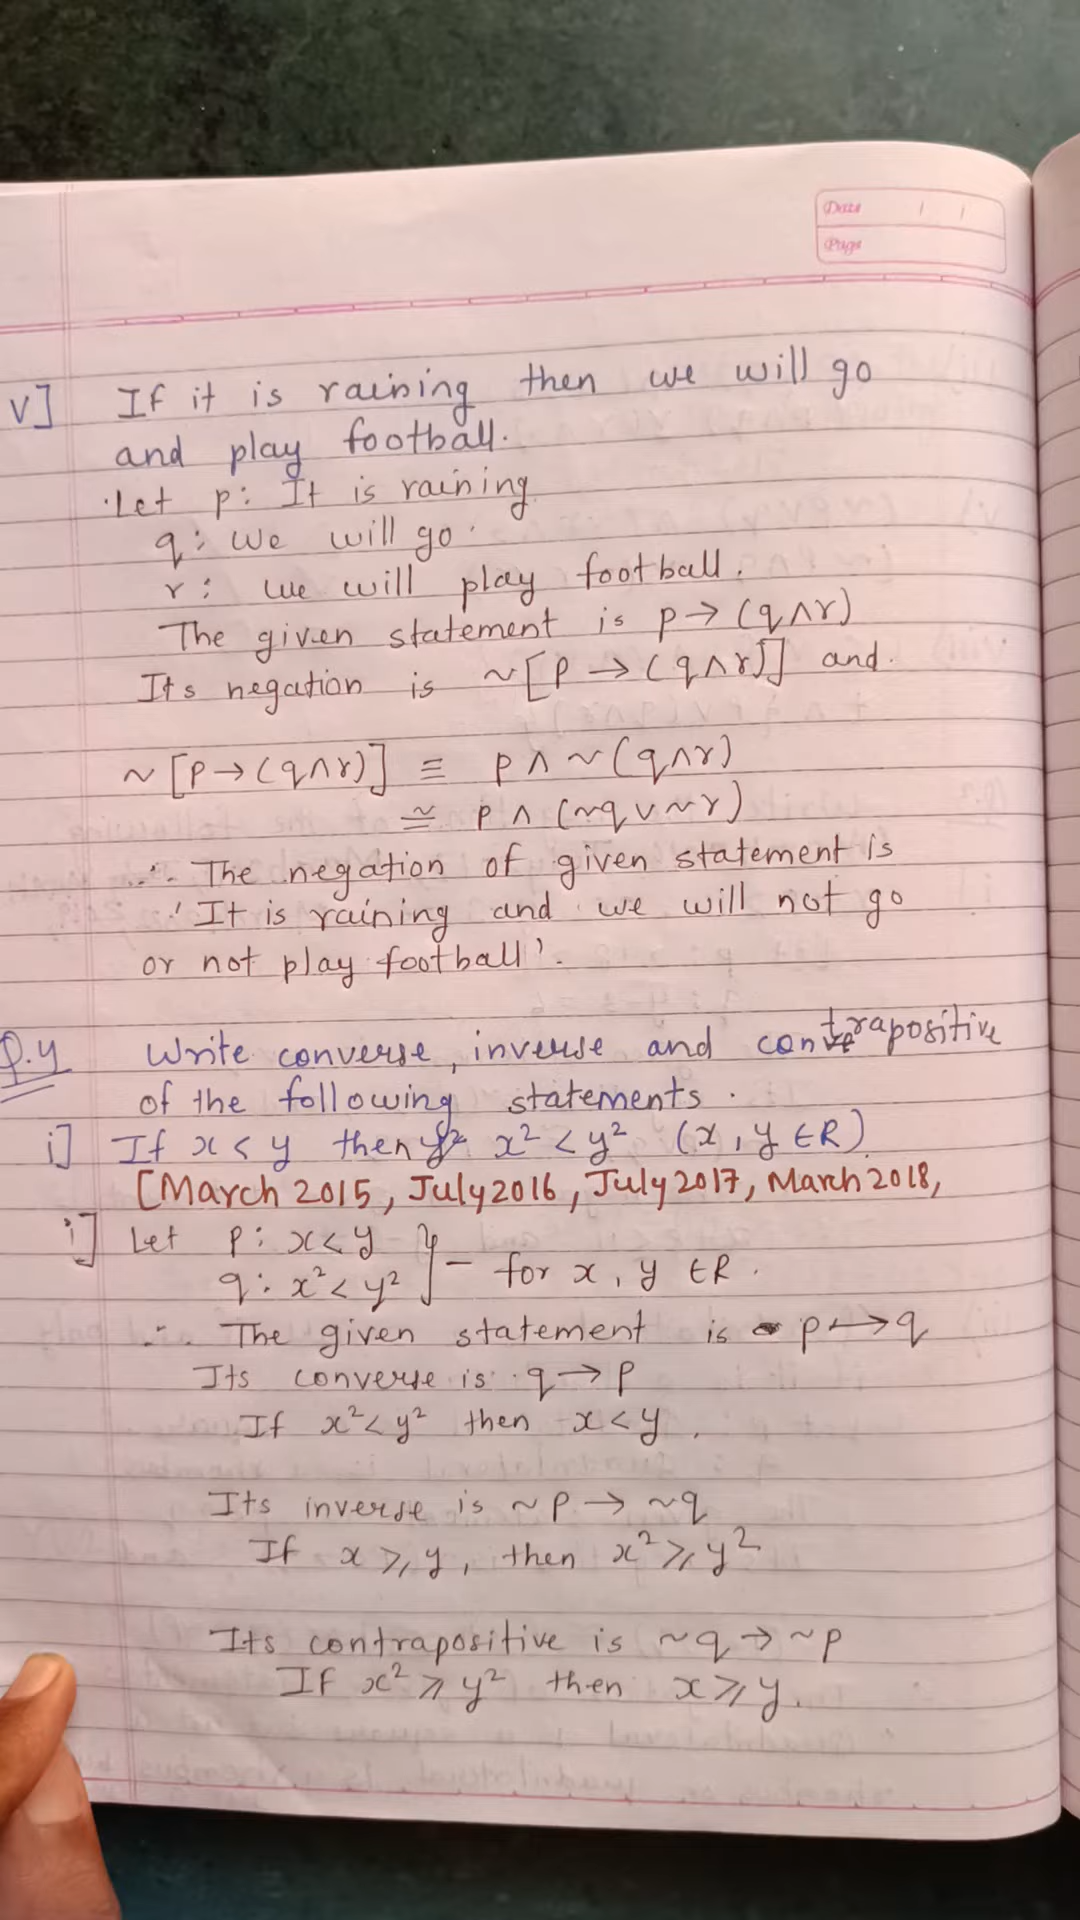 Date
Page
v] If it is raining then we will go
and play football.
Let p: It is raining
q: we will go.
r: we will play football.
The given statement is p → (q ∧ r)
Its negation is ~[p → (q ∧ r)] and.
~[p → (q ∧ r)] ≡ p ∧ ~(q ∧ r)
≅ p ∧ (~q ∨ ~r)
∴ The negation of given statement is
'It is raining and we will not go
or not play football'.
Q.4 Write converse, inverse and contrapositive
of the following statements.
i] If x < y then x² < y² (x, y ∈ R)
[March 2015, July 2016, July 2017, March 2018,
i] Let p: x < y
q: x² < y² } - for x, y ∈ R.
∴ The given statement is p → q
Its converse is q → p
If x² < y² then x < y.
Its inverse is ~p → ~q
If x ⩾ y, then x² ⩾ y²
Its contrapositive is ~q → ~p
If x² ⩾ y² then x ⩾ y.